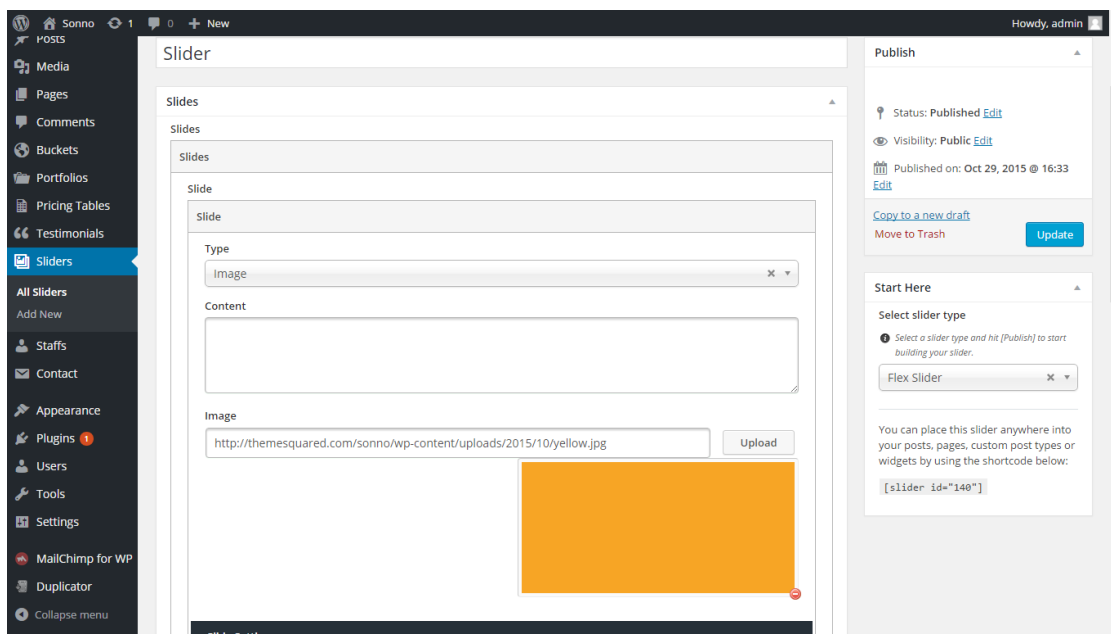 Sonno 1 0 New Howdy, admin
Posts
Media
Pages
Comments
Buckets
Portfolios
Pricing Tables
Testimonials
Sliders
All Sliders
Add New
Staffs
Contact
Appearance
Plugins 1
Users
Tools
Settings
MailChimp for WP
Duplicator
Collapse menu
Slider
Slides
Slides
Slides
Slide
Slide
Type
Image
Content
Image
http://themesquared.com/sonno/wp-content/uploads/2015/10/yellow.jpg Upload
Publish
Status: Published Edit
Visibility: Public Edit
Published on: Oct 29, 2015 @ 16:33
Edit
Copy to a new draft
Move to Trash Update
Start Here
Select slider type
Select a slider type and hit [Publish] to start
building your slider.
Flex Slider
You can place this slider anywhere into
your posts, pages, custom post types or
widgets by using the shortcode below:
[slider id="140"]